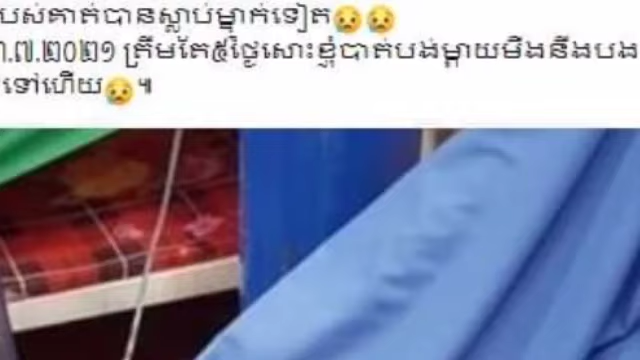 បស់គាត់បានស្លាប់ម្នាក់ទៀត😥😥
៣.៧.២០២១ ត្រឹមតែ៥ថ្ងៃសោះខ្ញុំបាត់បង់ម្តាយមីងនឹងបង
ទៅហើយ😥៕